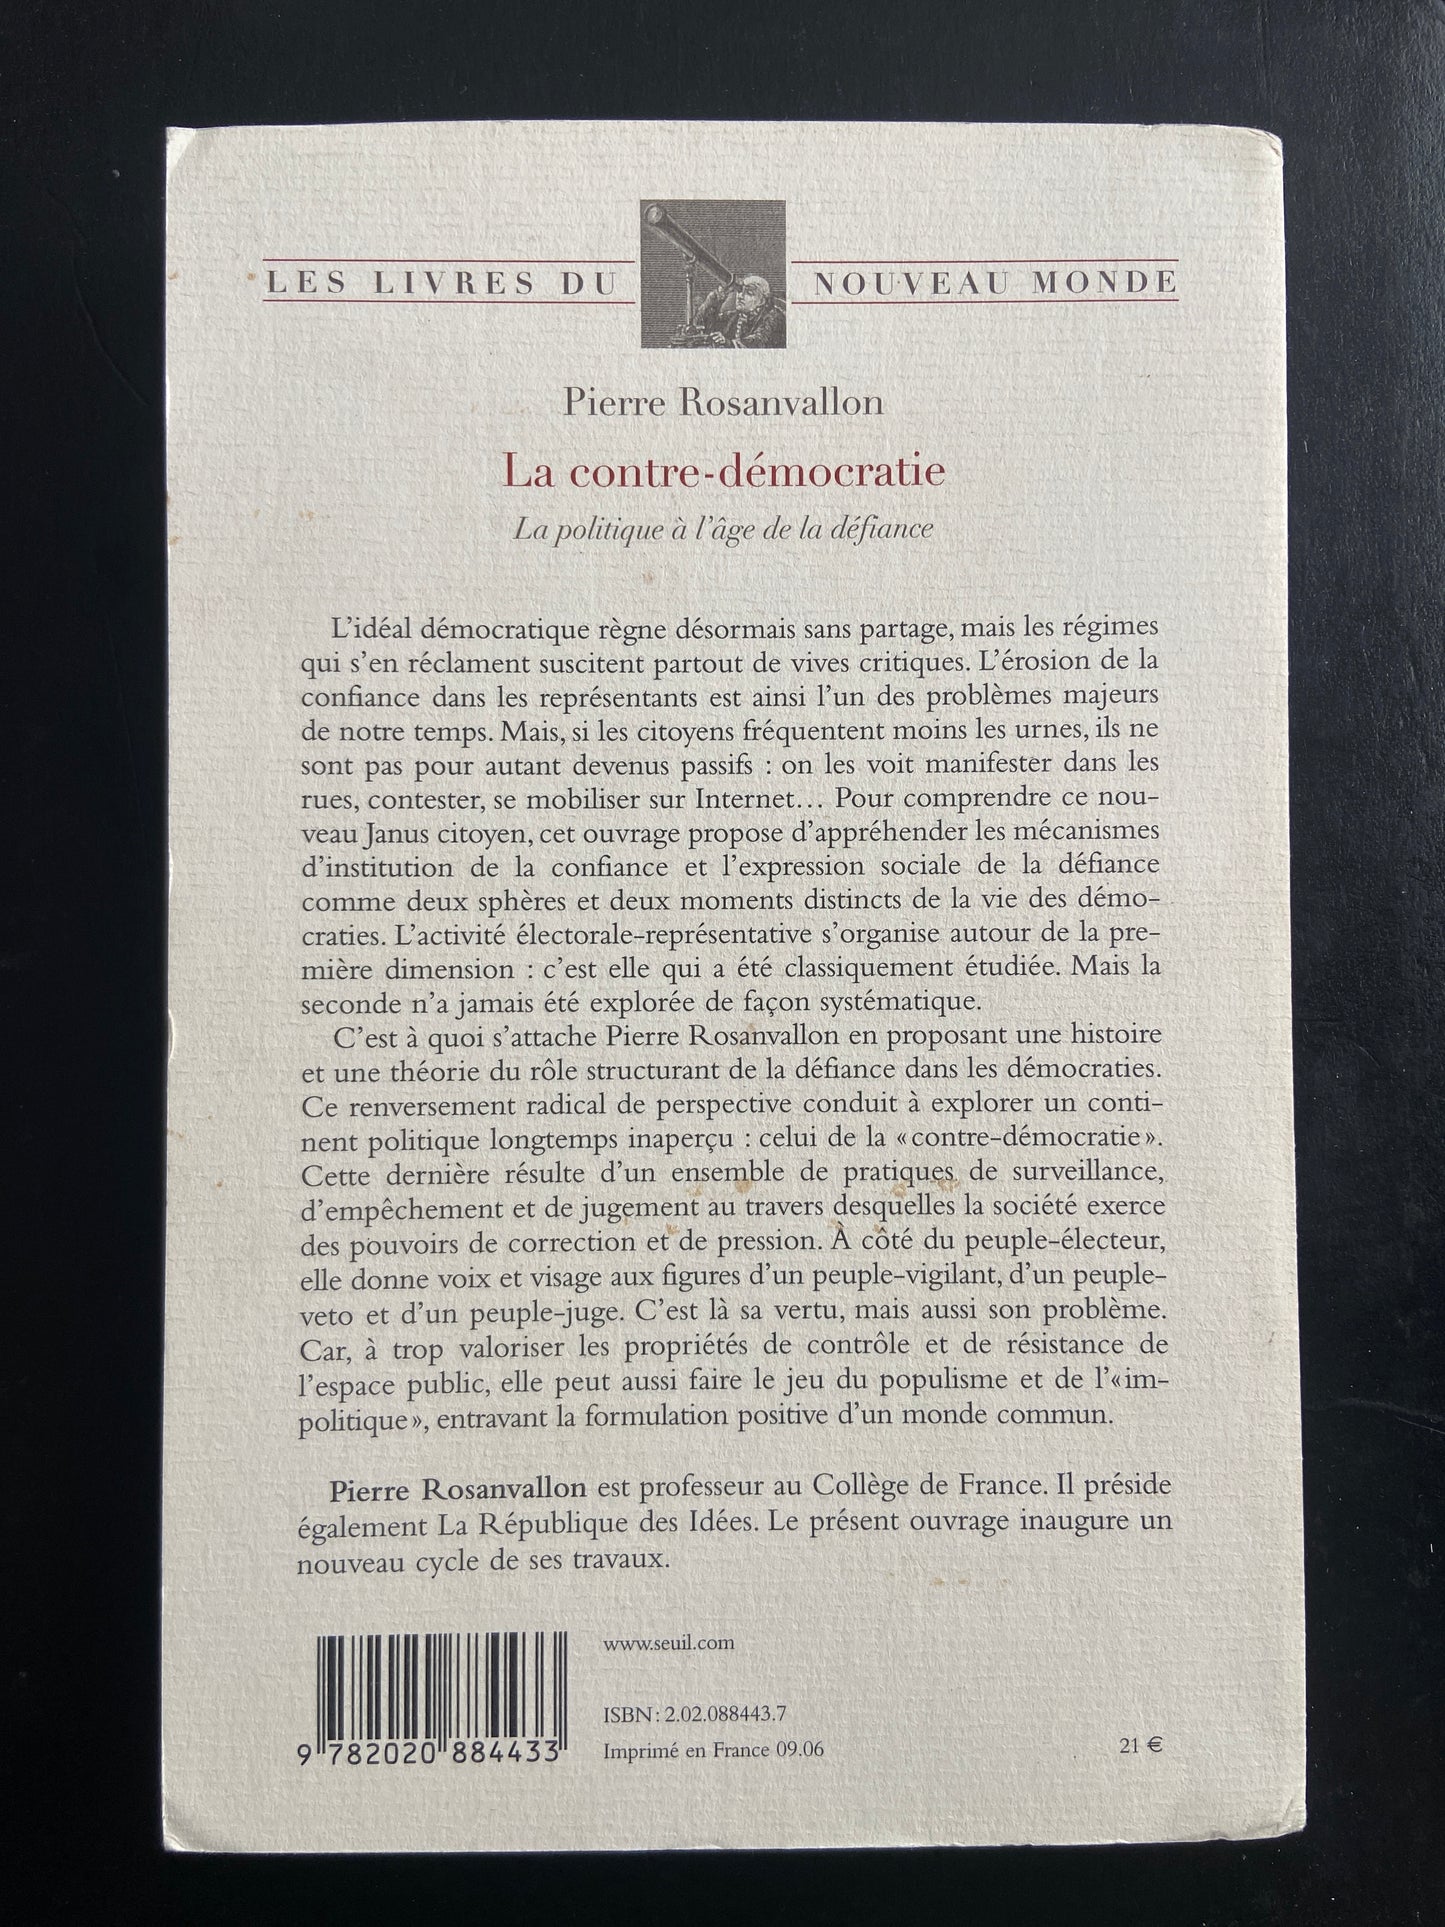 LES LIVRES DU NOUVEAU MONDE
Pierre Rosanvallon
La contre-démocratie
La politique à l'âge de la défiance
L'idéal démocratique règne désormais sans partage, mais les régimes
qui s'en réclament suscitent partout de vives critiques. L'érosion de la
confiance dans les représentants est ainsi l'un des problèmes majeurs
de notre temps. Mais, si les citoyens fréquentent moins les urnes, ils ne
sont pas pour autant devenus passifs : on les voit manifester dans les
rues, contester, se mobiliser sur Internet… Pour comprendre ce nou-
veau Janus citoyen, cet ouvrage propose d'appréhender les mécanismes
d'institution de la confiance et l'expression sociale de la défiance
comme deux sphères et deux moments distincts de la vie des démo-
craties. L'activité électorale-représentative s'organise autour de la pre-
mière dimension : c'est elle qui a été classiquement étudiée. Mais la
seconde n'a jamais été explorée de façon systématique.
C'est à quoi s'attache Pierre Rosanvallon en proposant une histoire
et une théorie du rôle structurant de la défiance dans les démocraties.
Ce renversement radical de perspective conduit à explorer un conti-
nent politique longtemps inaperçu : celui de la «contre-démocratie».
Cette dernière résulte d'un ensemble de pratiques de surveillance,
d'empêchement et de jugement au travers desquelles la société exerce
des pouvoirs de correction et de pression. À côté du peuple-électeur,
elle donne voix et visage aux figures d'un peuple-vigilant, d'un peuple-
veto et d'un peuple-juge. C'est là sa vertu, mais aussi son problème.
Car, à trop valoriser les propriétés de contrôle et de résistance de
l'espace public, elle peut aussi faire le jeu du populisme et de l'«im-
politique», entravant la formulation positive d'un monde commun.
Pierre Rosanvallon est professeur au Collège de France. Il préside
également La République des Idées. Le présent ouvrage inaugure un
nouveau cycle de ses travaux.
www.seuil.com
ISBN : 2.02.088443.7
Imprimé en France 09.06
21 €
9 782020 884433